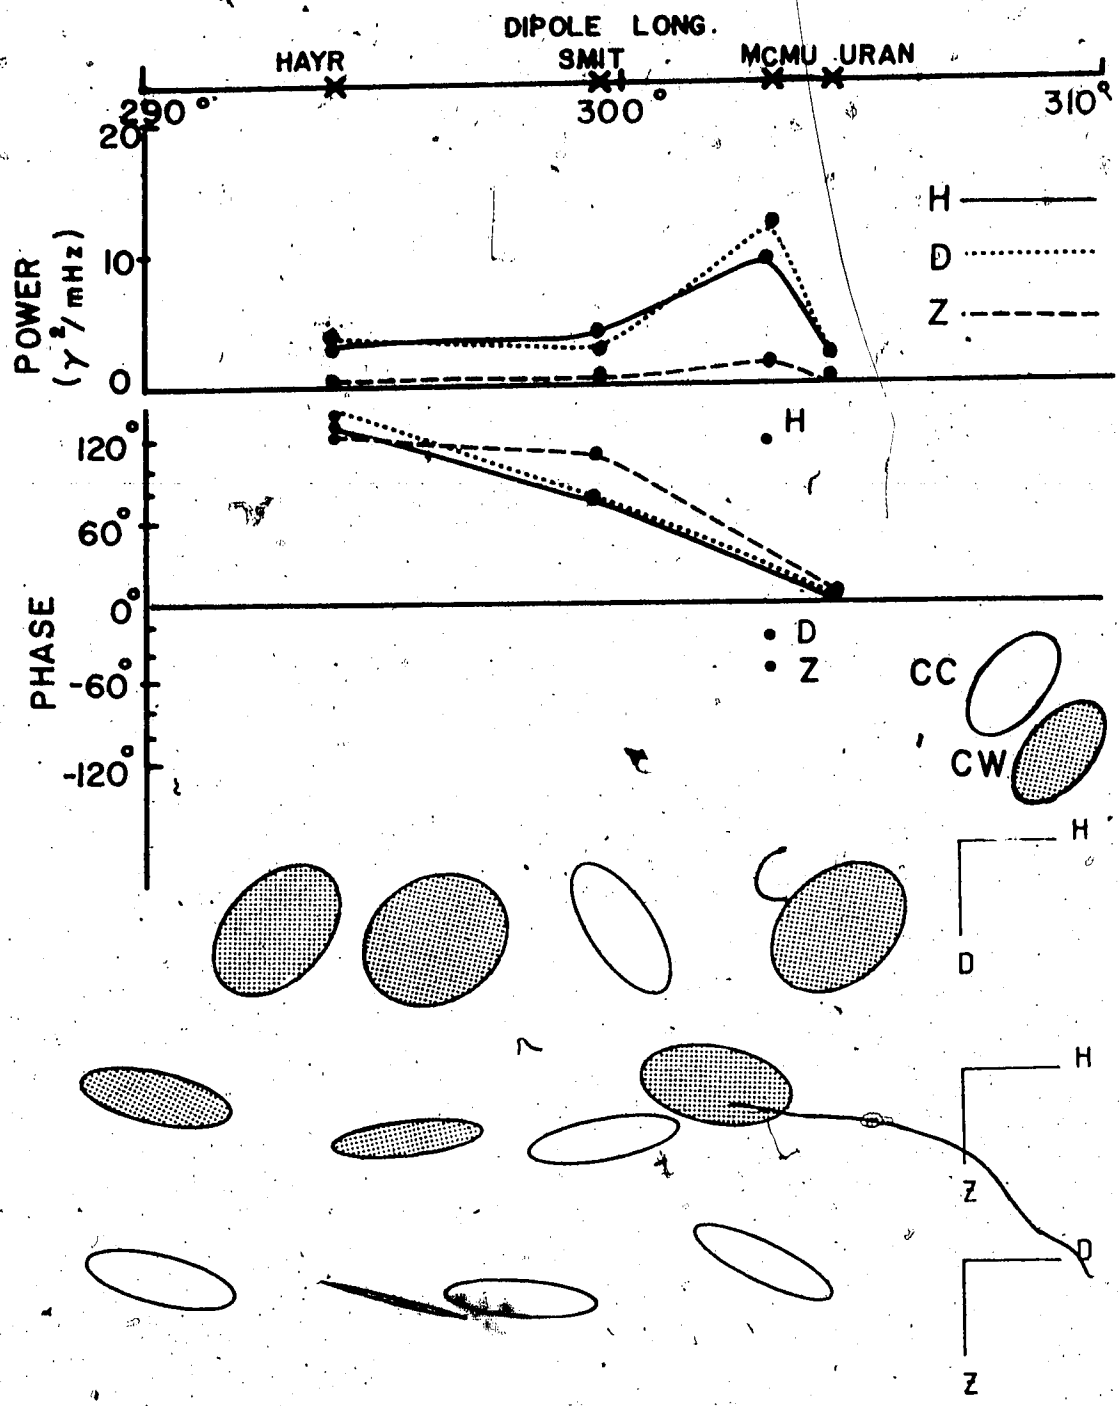 DIPOLE LONG.
HAYR SMIT MCMU URAN
290° 300° 310°
20
10
0
POWER
(γ²/mHz)
H
D
Z
H
120°
60°
0°
-60°
-120°
PHASE
D
Z
CC
CW
H
D
H
Z
D
Z